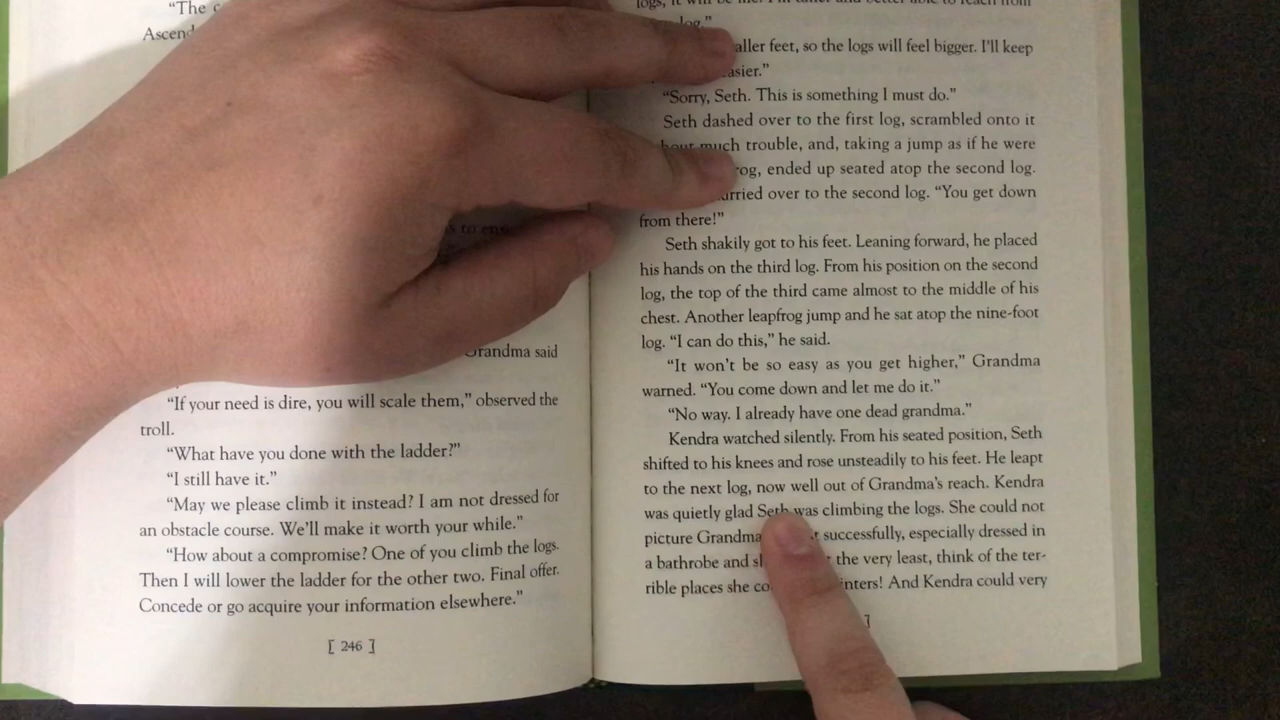 “The
Ascend
Grandma said
“If your need is dire, you will scale them,” observed the
troll.
“What have you done with the ladder?”
“I still have it.”
“May we please climb it instead? I am not dressed for
an obstacle course. We’ll make it worth your while.”
“How about a compromise? One of you climb the logs.
Then I will lower the ladder for the other two. Final offer.
Concede or go acquire your information elsewhere.”
[ 246 ]
log.”
aller feet, so the logs will feel bigger. I'll keep
asier.”
“Sorry, Seth. This is something I must do.”
Seth dashed over to the first log, scrambled onto it
much trouble, and, taking a jump as if he were
rog, ended up seated atop the second log.
urried over to the second log. “You get down
from there!”
Seth shakily got to his feet. Leaning forward, he placed
his hands on the third log. From his position on the second
log, the top of the third came almost to the middle of his
chest. Another leapfrog jump and he sat atop the nine-foot
log. “I can do this,” he said.
“It won’t be so easy as you get higher,” Grandma
warned. “You come down and let me do it.”
“No way. I already have one dead grandma.”
Kendra watched silently. From his seated position, Seth
shifted to his knees and rose unsteadily to his feet. He leapt
to the next log, now well out of Grandma’s reach. Kendra
was quietly glad Seth was climbing the logs. She could not
picture Grandma successfully, especially dressed in
a bathrobe and sl the very least, think of the ter-
rible places she co inters! And Kendra could very